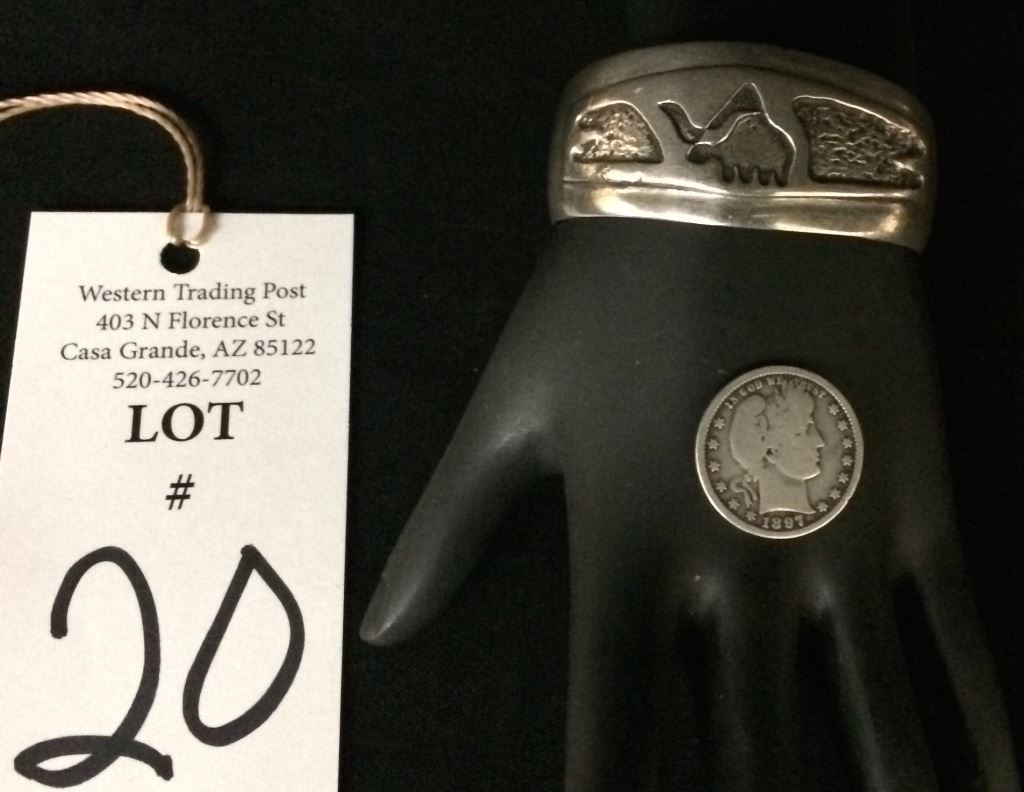 Western Trading Post
403 N Florence St
Casa Grande, AZ 85122
520-426-7702
LOT
#
20
IN GOD WE TRUST
1897